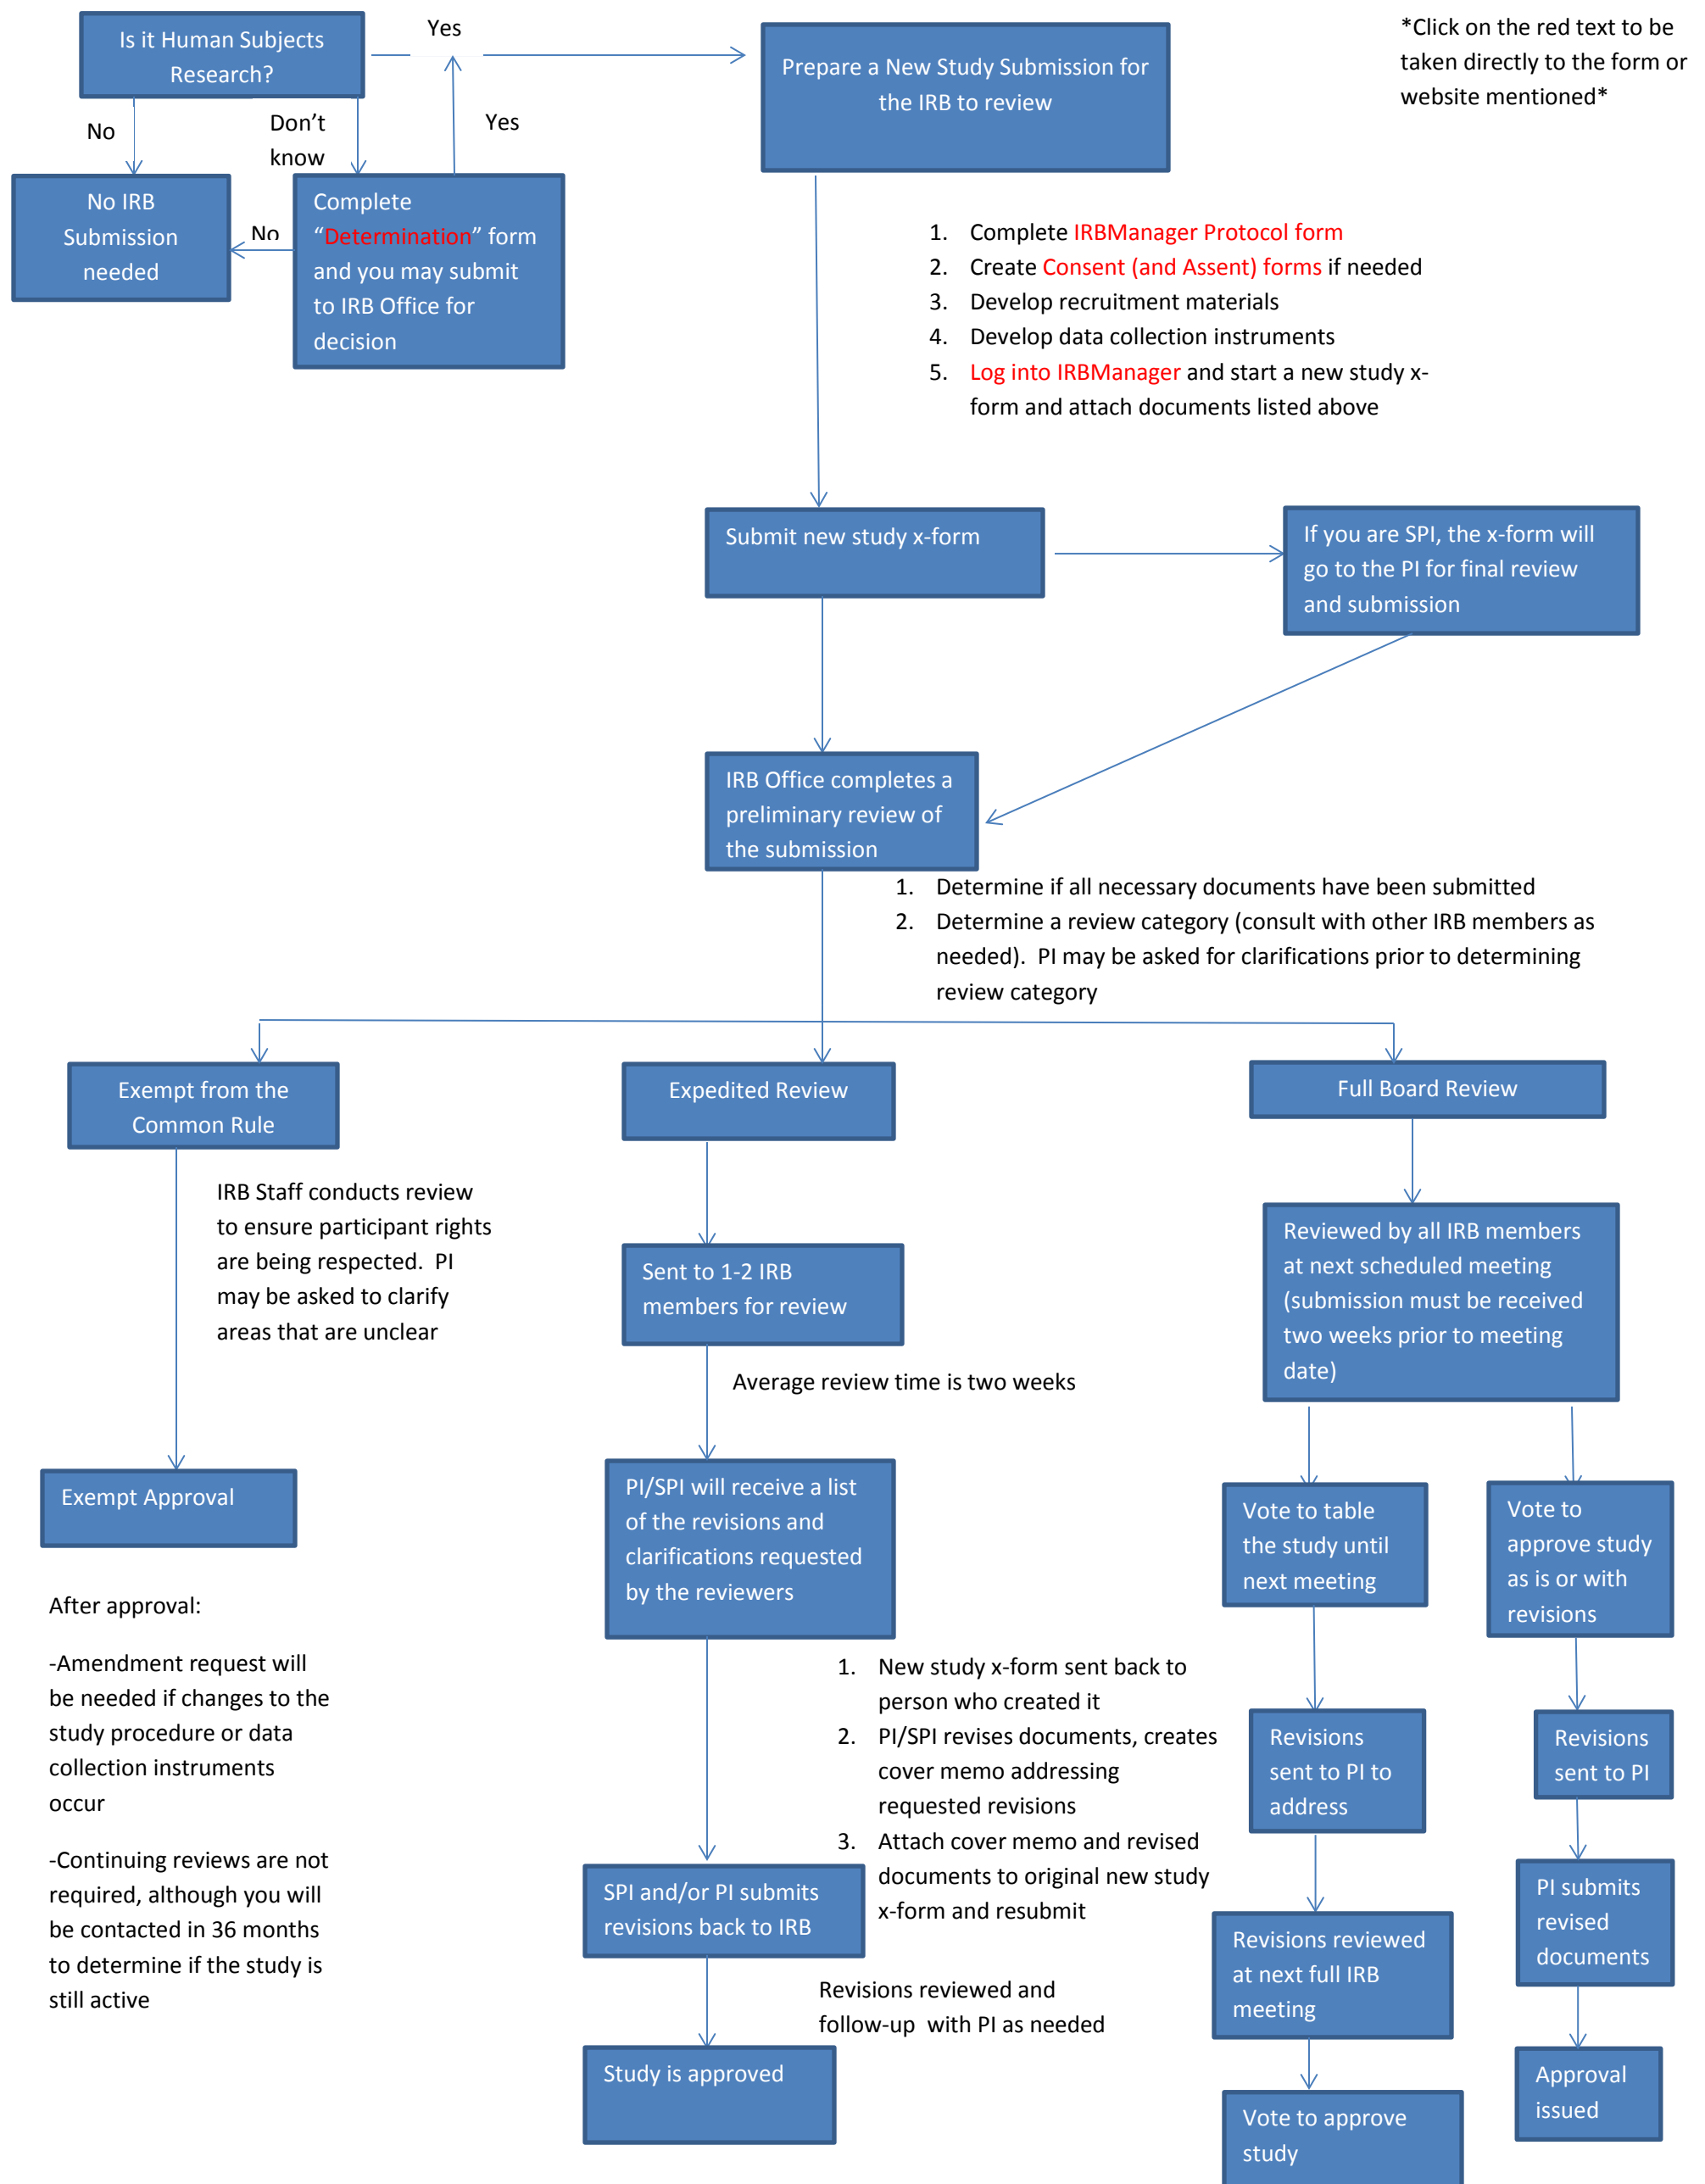 Is it Human Subjects
Research?
Yes
Prepare a New Study Submission for
the IRB to review
*Click on the red text to be
taken directly to the form or
website mentioned*
No
Don’t
know
Yes
No IRB
Submission
needed
No
Complete
“Determination” form
and you may submit
to IRB Office for
decision
1. Complete IRBManager Protocol form
2. Create Consent (and Assent) forms if needed
3. Develop recruitment materials
4. Develop data collection instruments
5. Log into IRBManager and start a new study x-
form and attach documents listed above
Submit new study x-form
If you are SPI, the x-form will
go to the PI for final review
and submission
IRB Office completes a
preliminary review of
the submission
1. Determine if all necessary documents have been submitted
2. Determine a review category (consult with other IRB members as
needed). PI may be asked for clarifications prior to determining
review category
Exempt from the
Common Rule
Expedited Review
Full Board Review
IRB Staff conducts review
to ensure participant rights
are being respected. PI
may be asked to clarify
areas that are unclear
Sent to 1-2 IRB
members for review
Reviewed by all IRB members
at next scheduled meeting
(submission must be received
two weeks prior to meeting
date)
Average review time is two weeks
Exempt Approval
PI/SPI will receive a list
of the revisions and
clarifications requested
by the reviewers
Vote to table
the study until
next meeting
Vote to
approve study
as is or with
revisions
After approval:
-Amendment request will
be needed if changes to the
study procedure or data
collection instruments
occur
-Continuing reviews are not
required, although you will
be contacted in 36 months
to determine if the study is
still active
1. New study x-form sent back to
person who created it
2. PI/SPI revises documents, creates
cover memo addressing
requested revisions
3. Attach cover memo and revised
documents to original new study
x-form and resubmit
Revisions
sent to PI to
address
Revisions
sent to PI
SPI and/or PI submits
revisions back to IRB
Revisions reviewed
at next full IRB
meeting
PI submits
revised
documents
Revisions reviewed and
follow-up with PI as needed
Study is approved
Vote to approve
study
Approval
issued